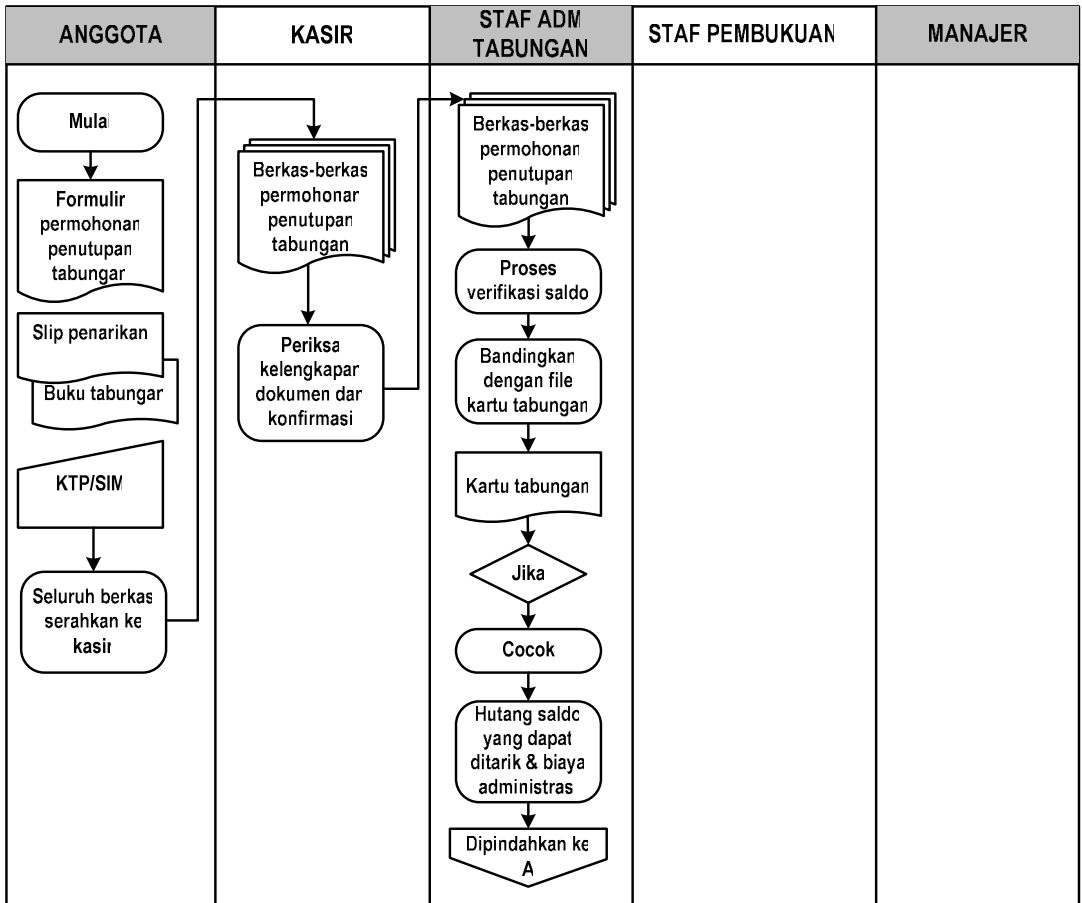 ANGGOTA
KASIR
STAF ADM
TABUNGAN
STAF PEMBUKUAN
MANAJER
Mulai
Formulir
permohonan
penutupan
tabungan
Slip penarikan
Buku tabungan
KTP/SIM
Seluruh berkas
serahkan ke
kasir
Berkas-berkas
permohonan
penutupan
tabungan
Periksa
kelengkapan
dokumen dan
konfirmasi
Berkas-berkas
permohonan
penutupan
tabungan
Proses
verifikasi saldo
Bandingkan
dengan file
kartu tabungan
Kartu tabungan
Jika
Cocok
Hutang saldo
yang dapat
ditarik & biaya
administras
Dipindahkan ke
A